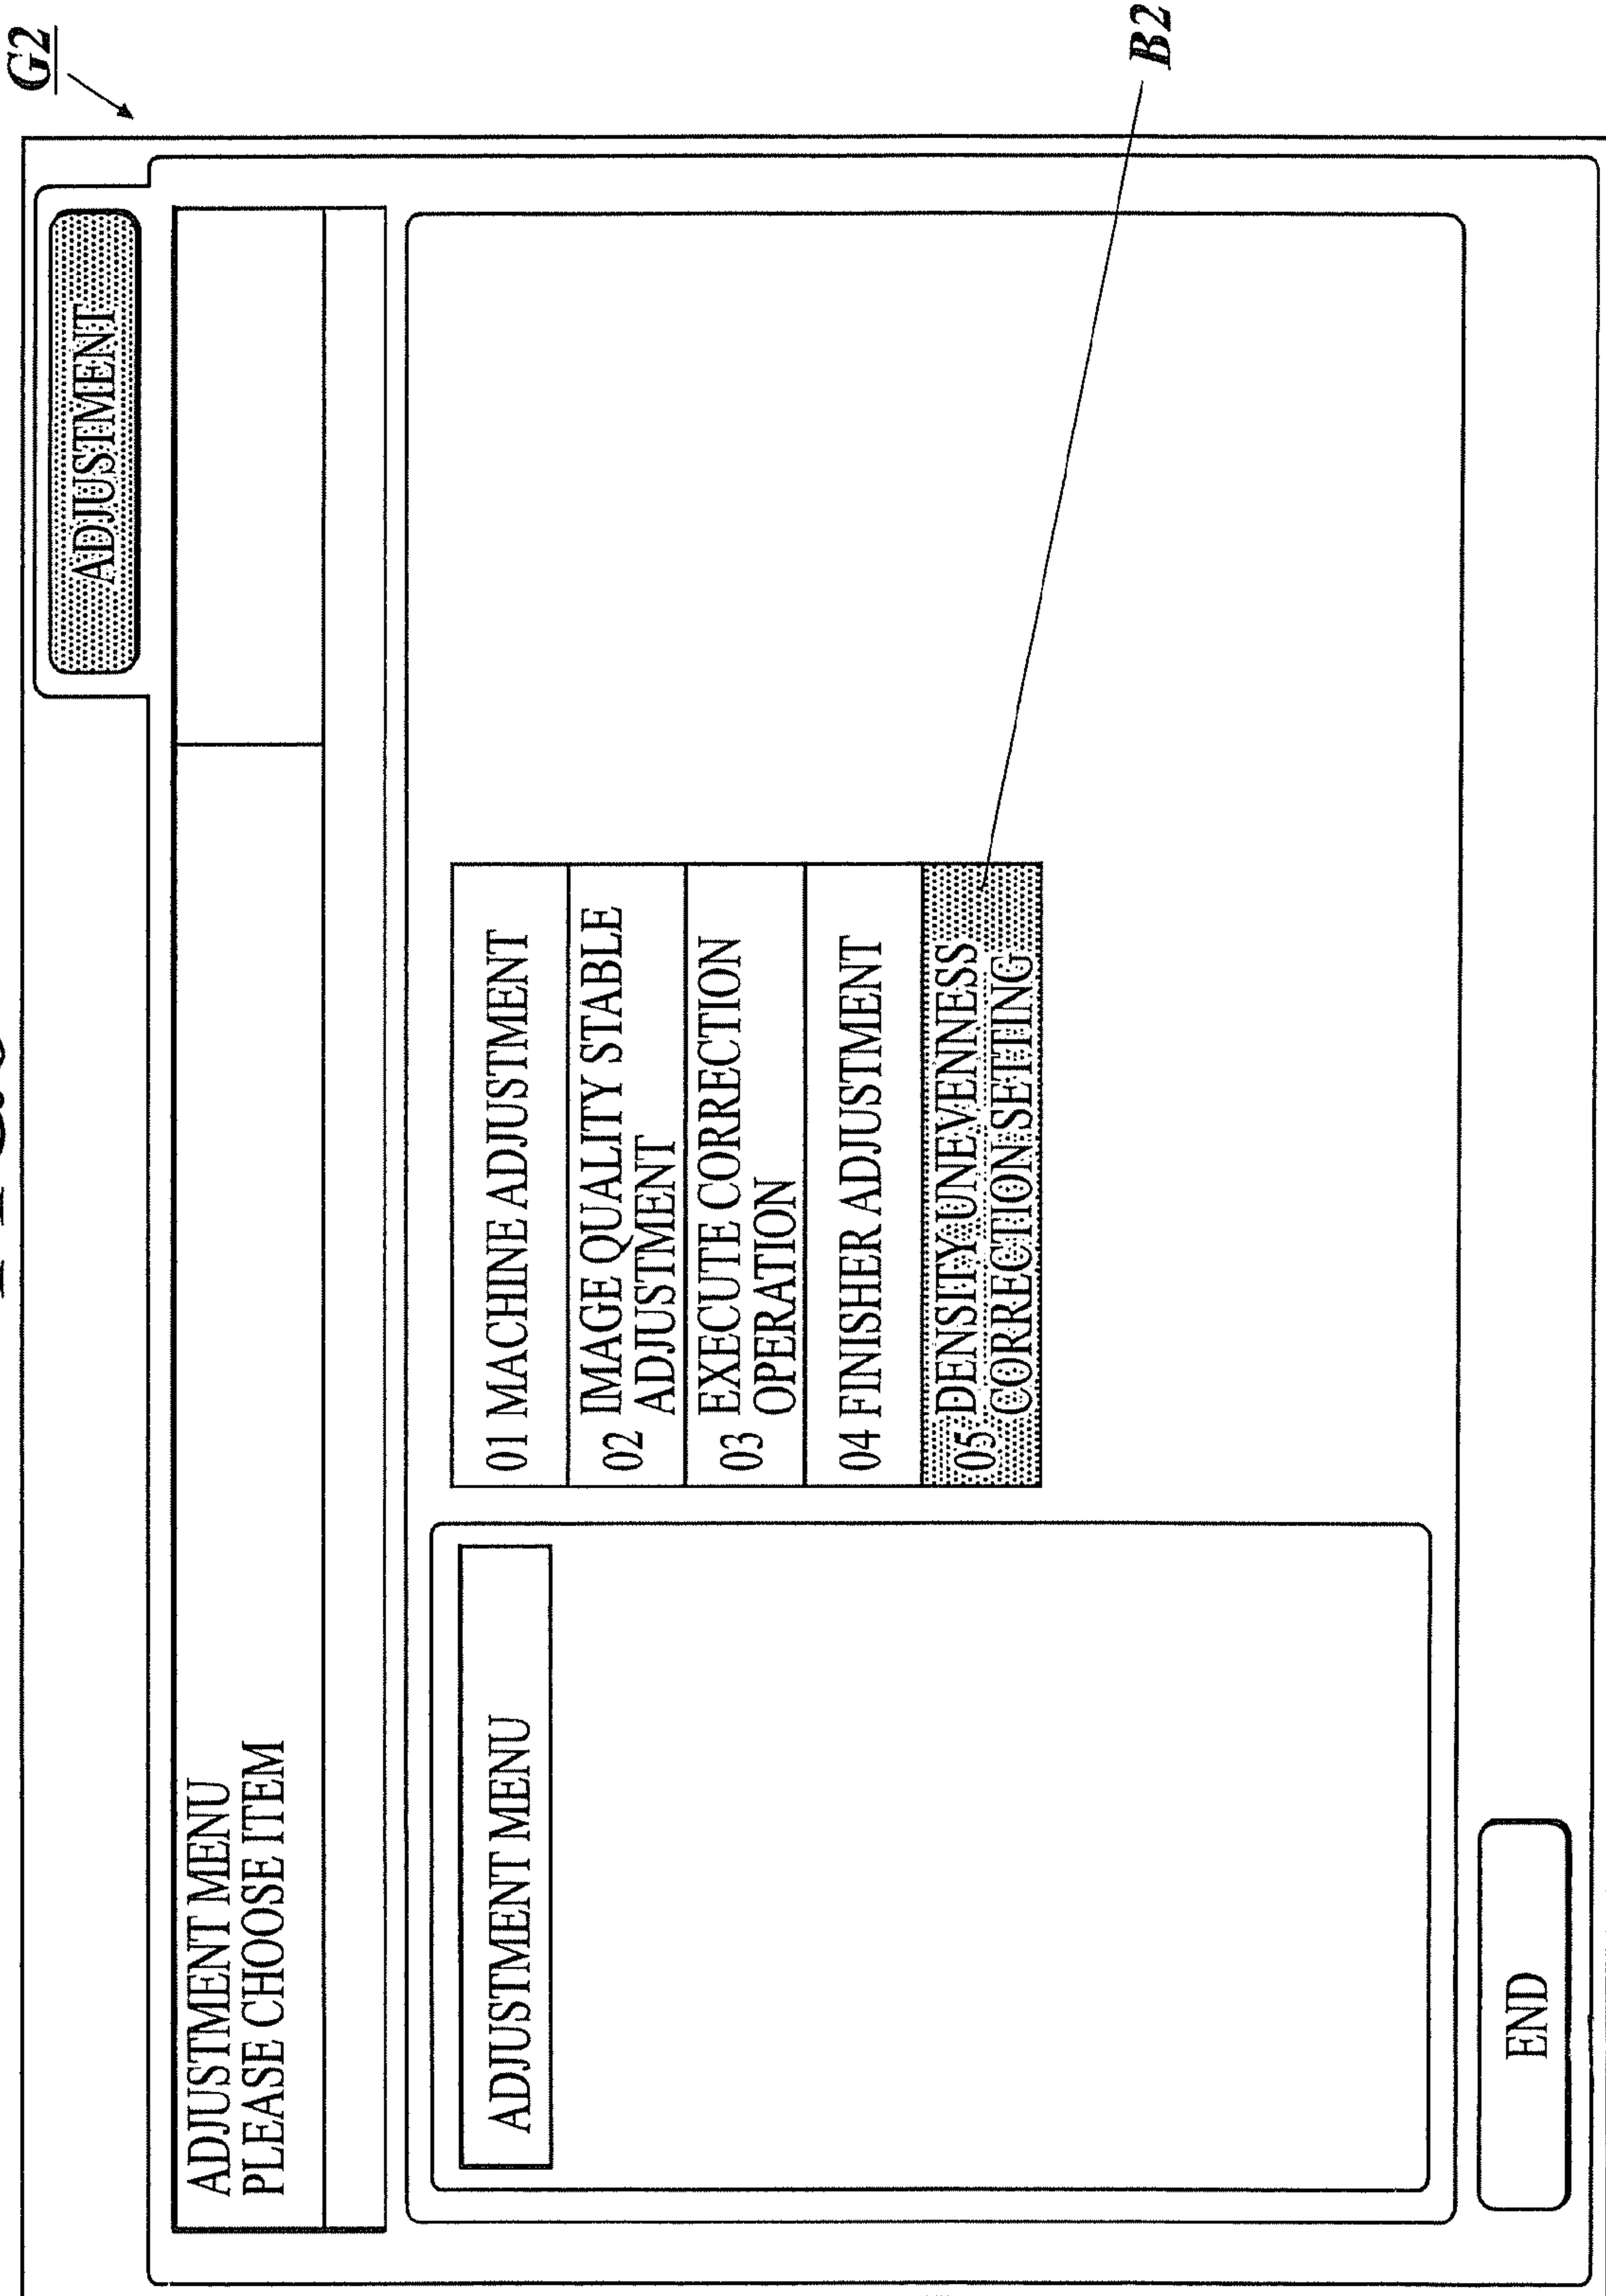 G2
ADJUSTMENT
ADJUSTMENT MENU
PLEASE CHOOSE ITEM
ADJUSTMENT MENU
01 MACHINE ADJUSTMENT
02 IMAGE QUALITY STABLE
ADJUSTMENT
03 EXECUTE CORRECTION
OPERATION
04 FINISHER ADJUSTMENT
05 DENSITY UNEVENNESS
CORRECTION SETTING
B2
END